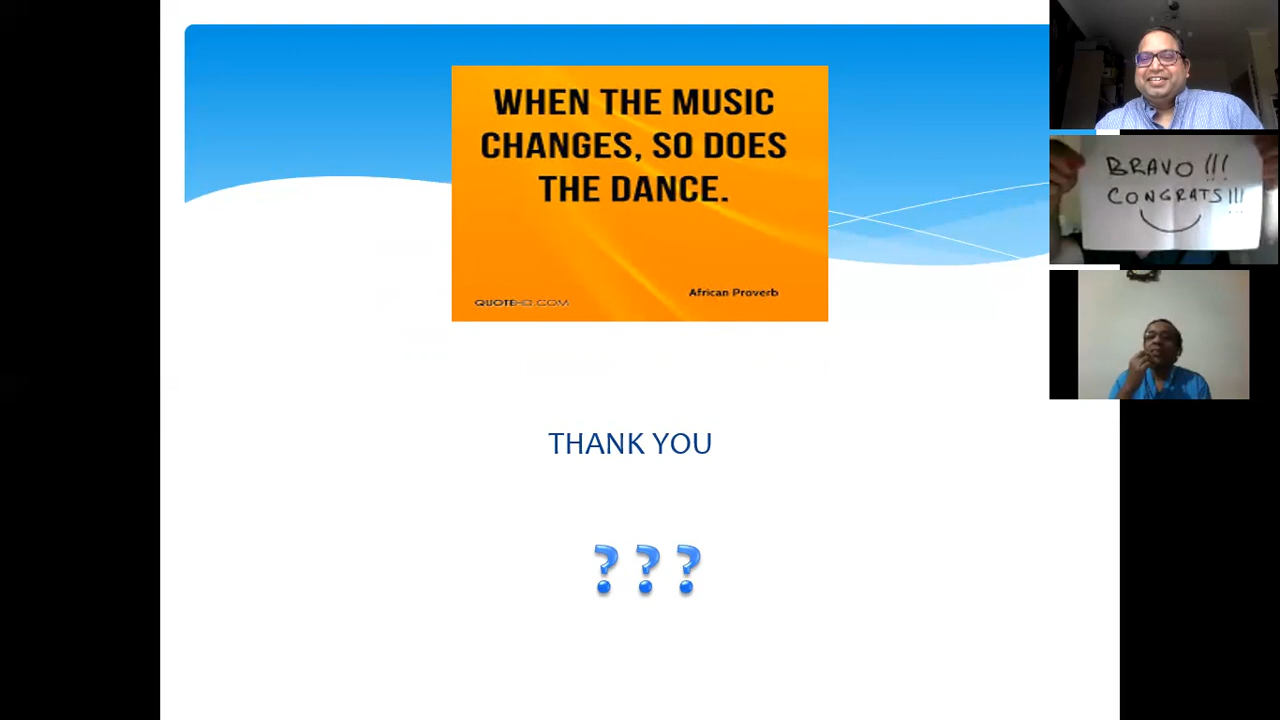 WHEN THE MUSIC
CHANGES, SO DOES
THE DANCE.
African Proverb
QUOTEHD.COM
THANK YOU
???
BRAVO !!!
CONGRATS!!!